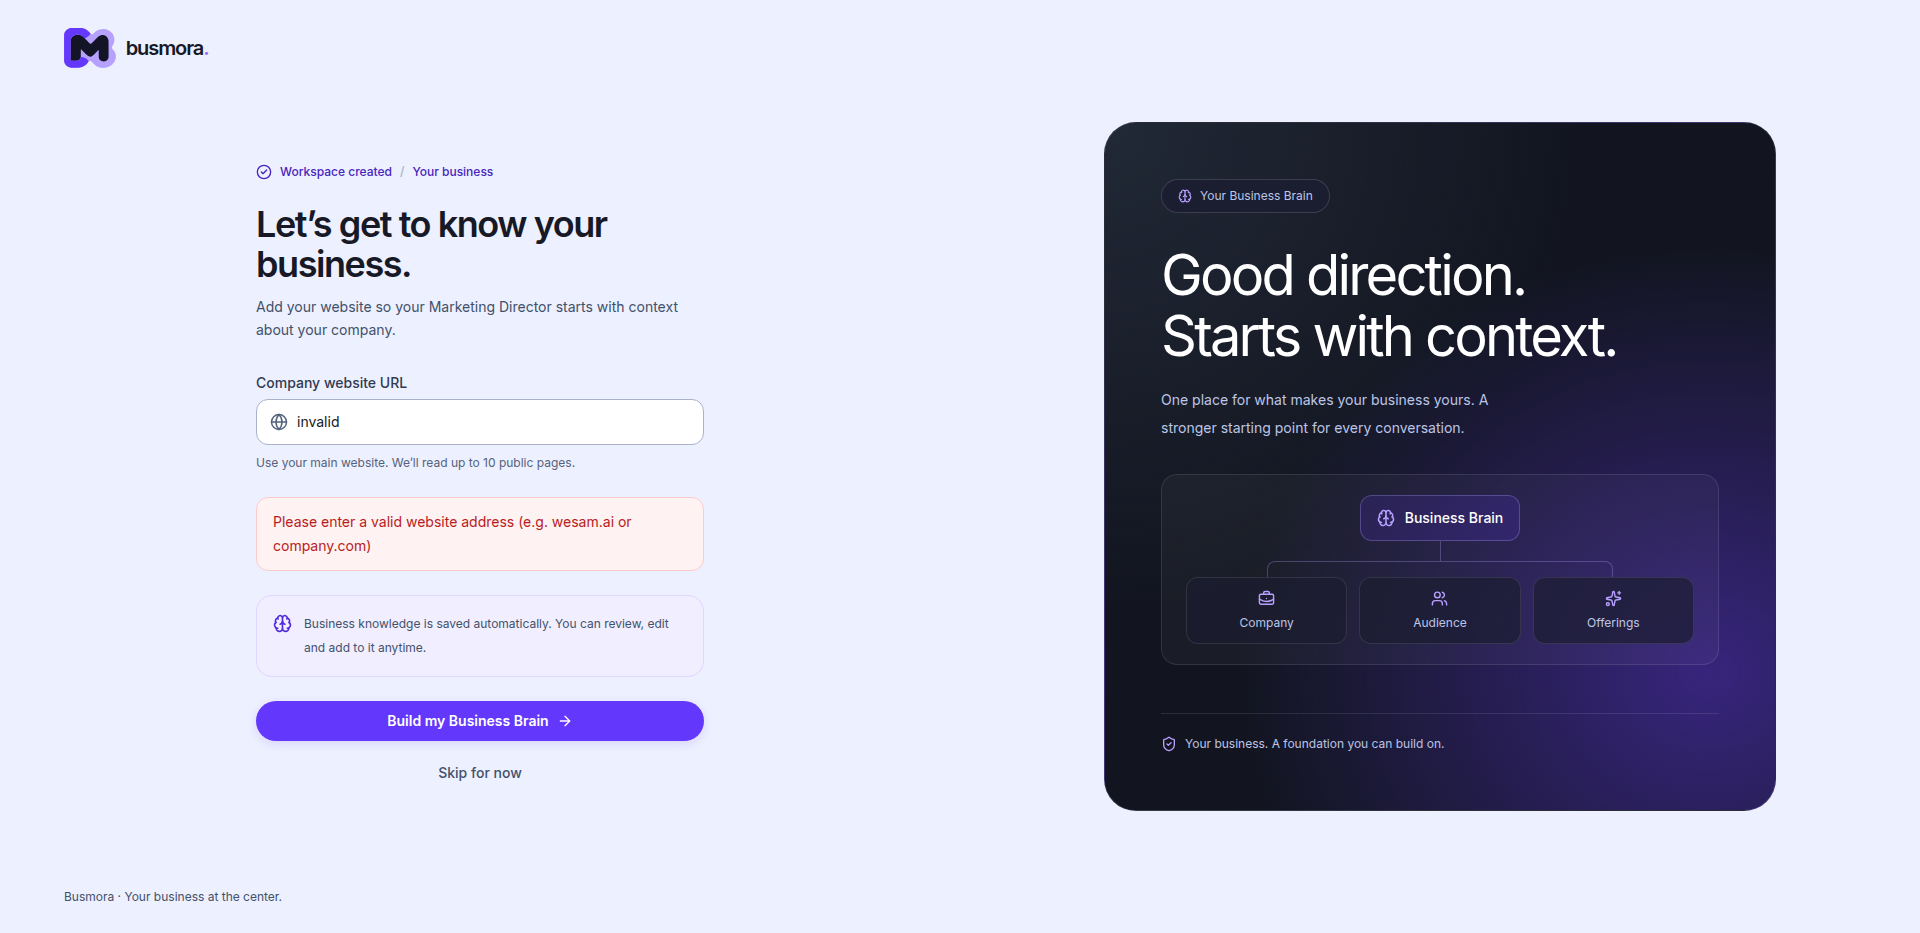 busmora.
Workspace created / Your business
Let’s get to know your
business.
Add your website so your Marketing Director starts with context
about your company.
Company website URL
invalid
Use your main website. We’ll read up to 10 public pages.
Please enter a valid website address (e.g. wesam.ai or
company.com)
Business knowledge is saved automatically. You can review, edit
and add to it anytime.
Build my Business Brain
Skip for now
Your Business Brain
Good direction.
Starts with context.
One place for what makes your business yours. A
stronger starting point for every conversation.
Business Brain
Company
Audience
Offerings
Your business. A foundation you can build on.
Busmora · Your business at the center.